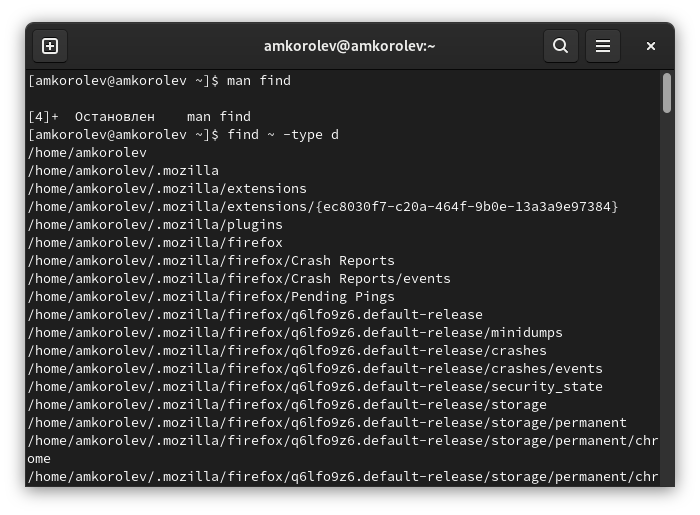 amkorolev@amkorolev:~
[amkorolev@amkorolev ~]$ man find
[4]+  Остановлен    man find
[amkorolev@amkorolev ~]$ find ~ -type d
/home/amkorolev
/home/amkorolev/.mozilla
/home/amkorolev/.mozilla/extensions
/home/amkorolev/.mozilla/extensions/{ec8030f7-c20a-464f-9b0e-13a3a9e97384}
/home/amkorolev/.mozilla/plugins
/home/amkorolev/.mozilla/firefox
/home/amkorolev/.mozilla/firefox/Crash Reports
/home/amkorolev/.mozilla/firefox/Crash Reports/events
/home/amkorolev/.mozilla/firefox/Pending Pings
/home/amkorolev/.mozilla/firefox/q6lfo9z6.default-release
/home/amkorolev/.mozilla/firefox/q6lfo9z6.default-release/minidumps
/home/amkorolev/.mozilla/firefox/q6lfo9z6.default-release/crashes
/home/amkorolev/.mozilla/firefox/q6lfo9z6.default-release/crashes/events
/home/amkorolev/.mozilla/firefox/q6lfo9z6.default-release/security_state
/home/amkorolev/.mozilla/firefox/q6lfo9z6.default-release/storage
/home/amkorolev/.mozilla/firefox/q6lfo9z6.default-release/storage/permanent
/home/amkorolev/.mozilla/firefox/q6lfo9z6.default-release/storage/permanent/chr
ome
/home/amkorolev/.mozilla/firefox/q6lfo9z6.default-release/storage/permanent/chr